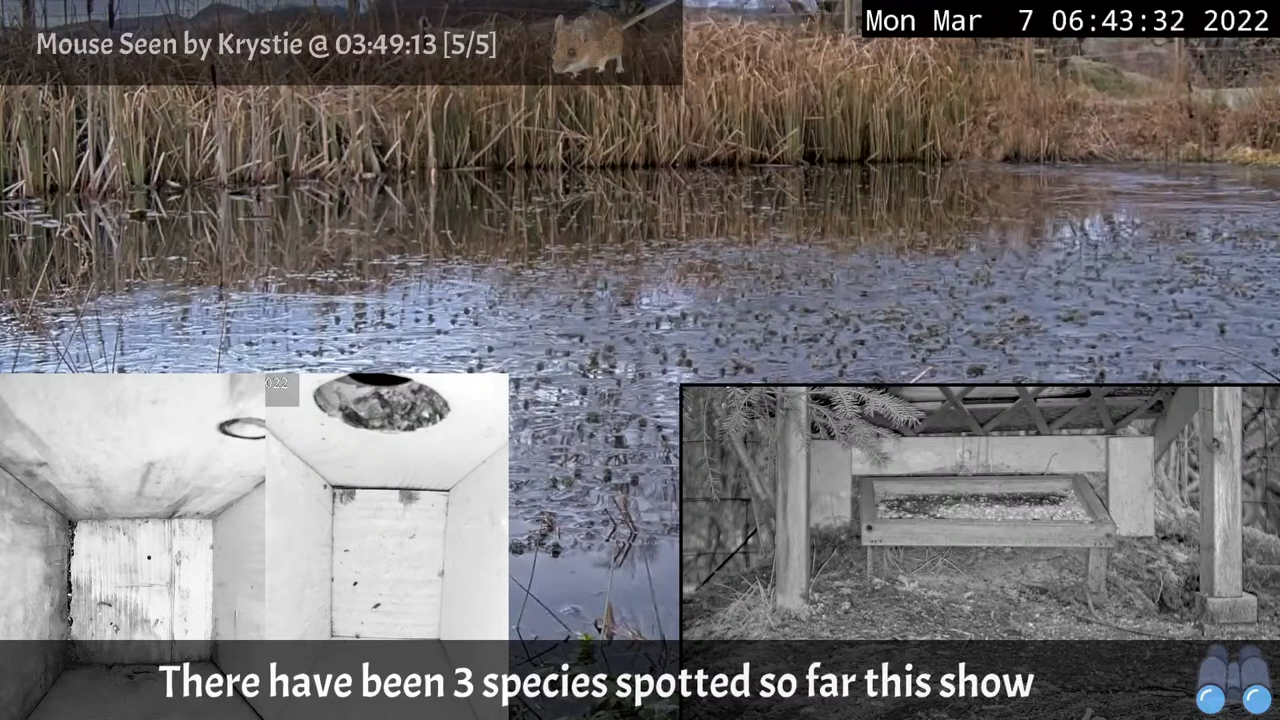 Mouse Seen by Krystie @ 03:49:13 [5/5]
Mon Mar 7 06:43:32 2022
022
There have been 3 species spotted so far this show